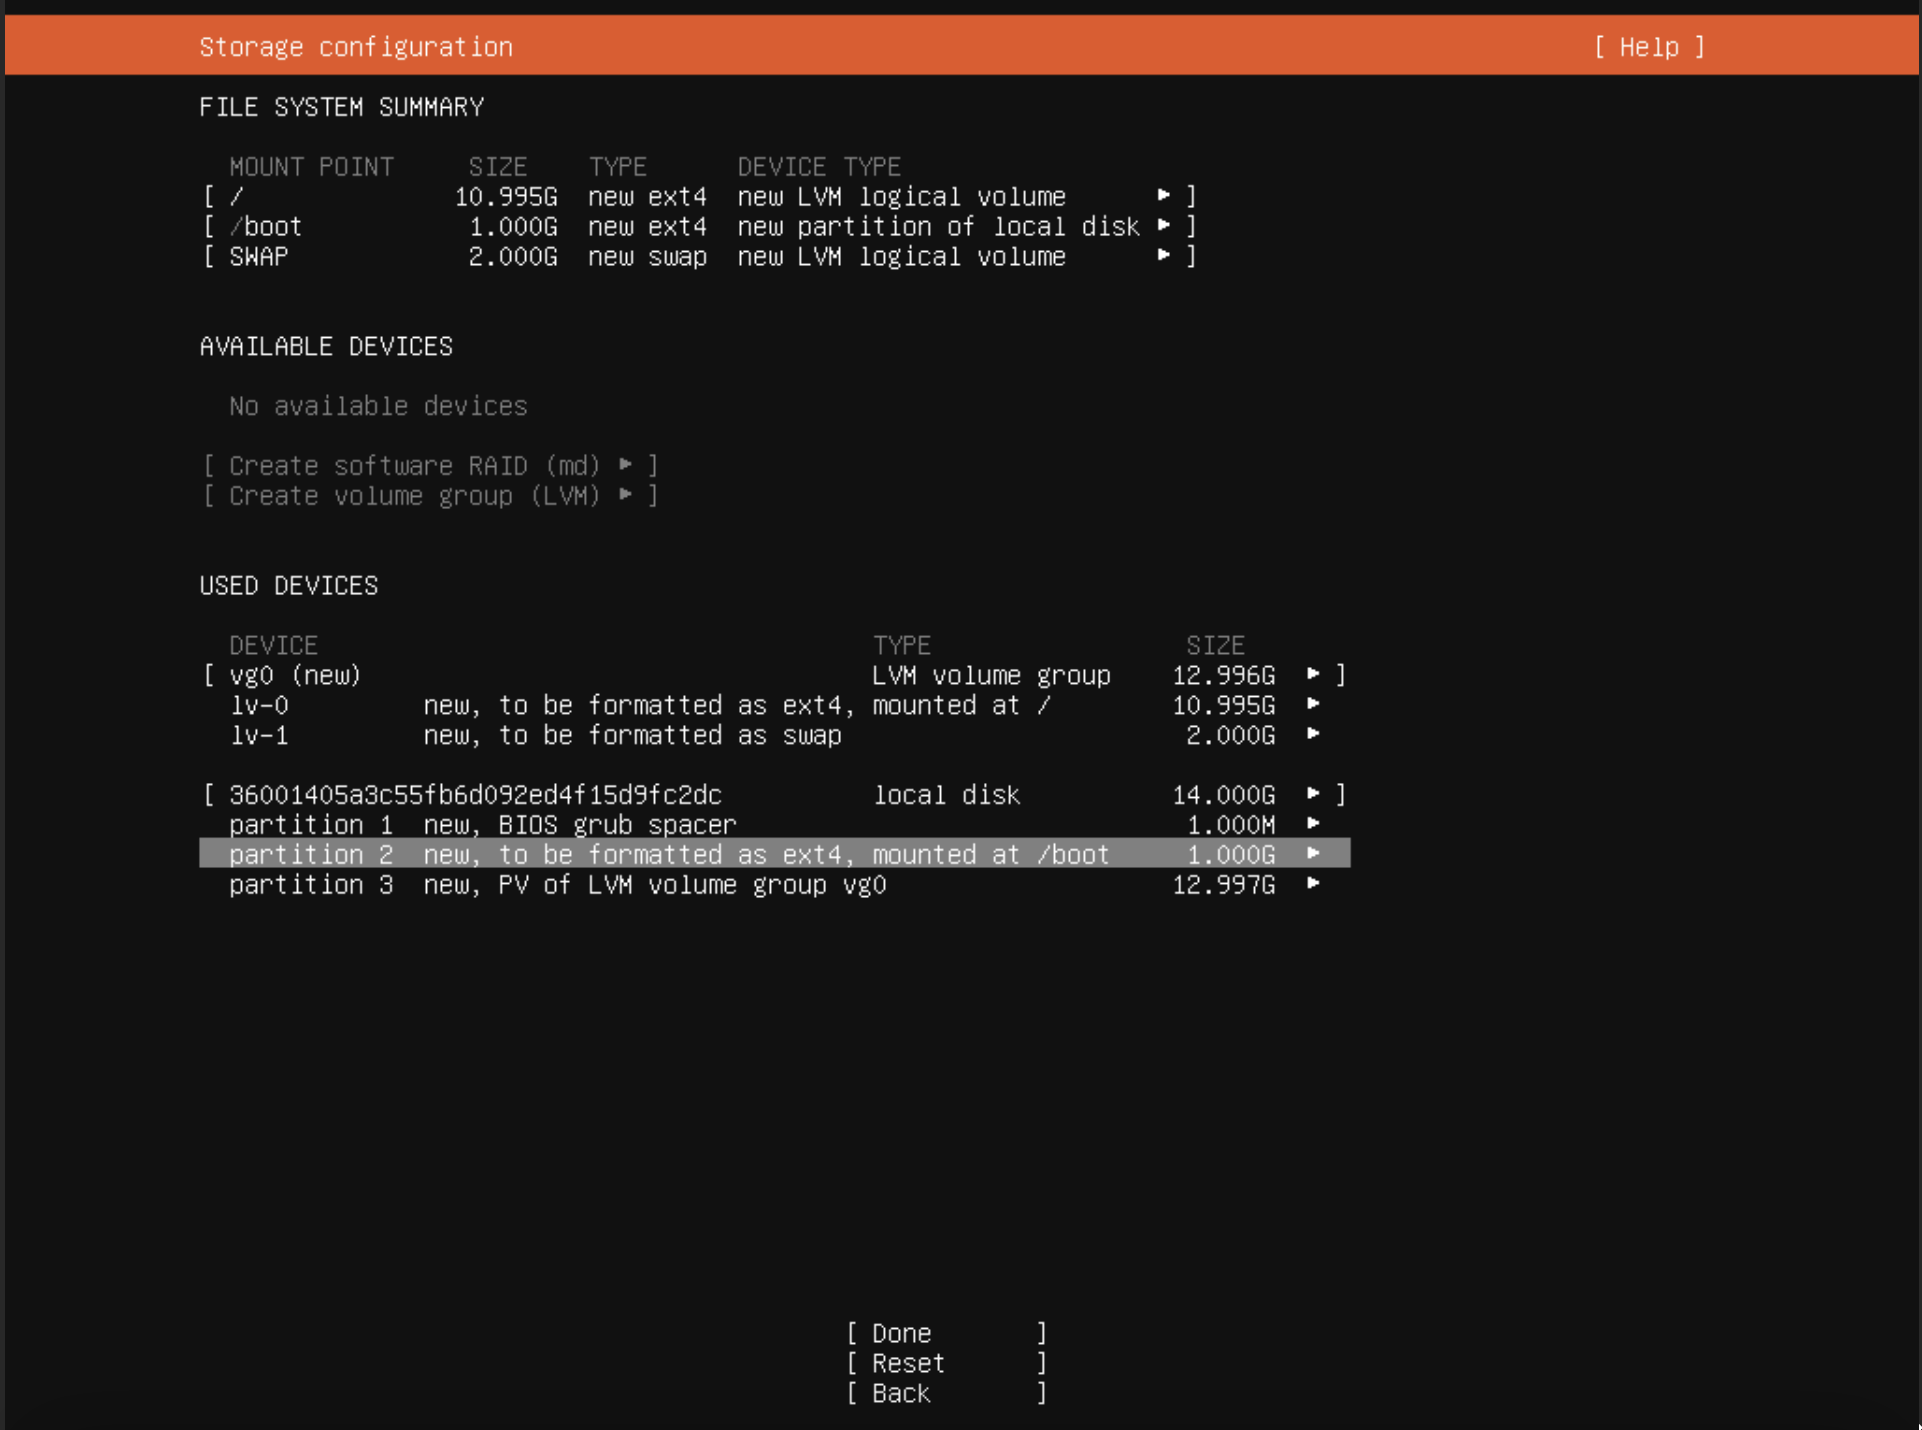 Storage configuration [ Help ]
FILE SYSTEM SUMMARY
MOUNT POINT SIZE TYPE DEVICE TYPE
[ / 10.995G new ext4 new LVM logical volume ▸ ]
[ /boot 1.000G new ext4 new partition of local disk ▸ ]
[ SWAP 2.000G new swap new LVM logical volume ▸ ]
AVAILABLE DEVICES
No available devices
[ Create software RAID (md) ▸ ]
[ Create volume group (LVM) ▸ ]
USED DEVICES
DEVICE TYPE SIZE
[ vg0 (new) LVM volume group 12.996G ▸ ]
lv-0 new, to be formatted as ext4, mounted at / 10.995G ▸
lv-1 new, to be formatted as swap 2.000G ▸
[ 36001405a3c55fb6d092ed4f15d9fc2dc local disk 14.000G ▸ ]
partition 1 new, BIOS grub spacer 1.000M ▸
partition 2 new, to be formatted as ext4, mounted at /boot 1.000G ▸
partition 3 new, PV of LVM volume group vg0 12.997G ▸
[ Done ]
[ Reset ]
[ Back ]